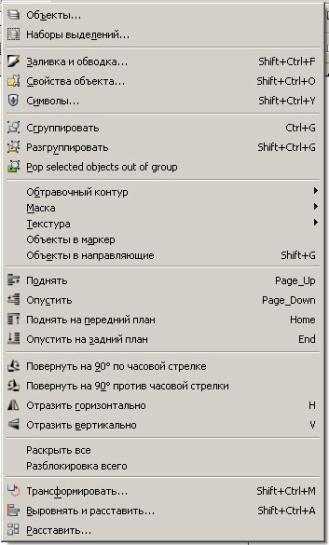 Объекты...
Наборы выделений...
Заливка и обводка... Shift+Ctrl+F
Свойства объекта... Shift+Ctrl+O
Символы... Shift+Ctrl+Y
Сгруппировать Ctrl+G
Разгруппировать Shift+Ctrl+G
Pop selected objects out of group
Обтравочный контур
Маска
Текстура
Объекты в маркер
Объекты в направляющие Shift+G
Поднять Page_Up
Опустить Page_Down
Поднять на передний план Home
Опустить на задний план End
Повернуть на 90° по часовой стрелке
Повернуть на 90° против часовой стрелки
Отразить горизонтально H
Отразить вертикально V
Раскрыть все
Разблокировка всего
Трансформировать... Shift+Ctrl+M
Выровнять и расставить... Shift+Ctrl+A
Расставить...